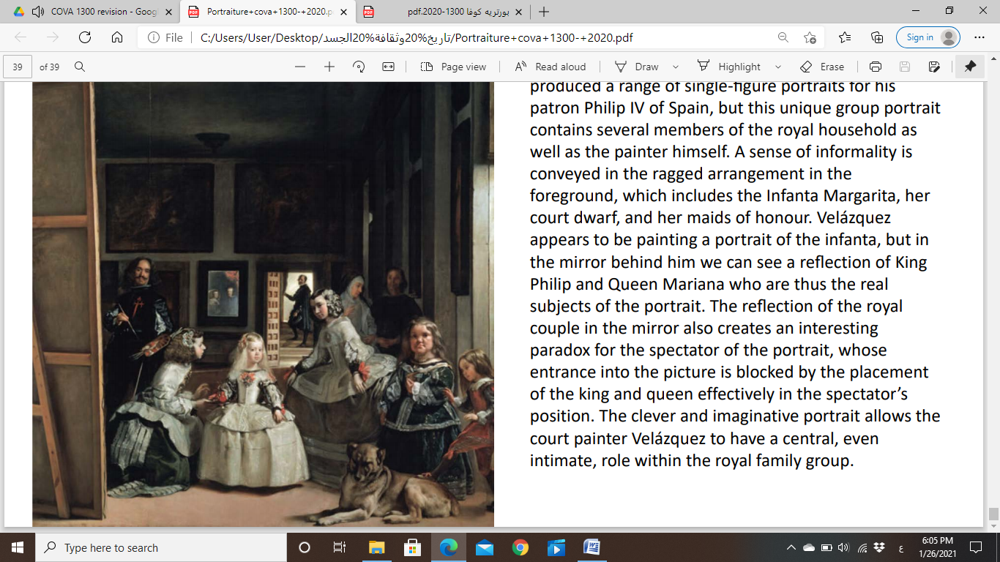 COVA 1300 revision - Goog
Portraiture+cova+1300-+2020.p
بورتريه كوفا 1300-2020.pdf
File
C:/Users/User/Desktop/تاريخ%20وثقافة%20الجسد/Portraiture+cova+1300-+2020.pdf
Sign in
39 of 39
Page view
Read aloud
Draw
Highlight
Erase
produced a range of single-figure portraits for his
patron Philip IV of Spain, but this unique group portrait
contains several members of the royal household as
well as the painter himself. A sense of informality is
conveyed in the ragged arrangement in the
foreground, which includes the Infanta Margarita, her
court dwarf, and her maids of honour. Velázquez
appears to be painting a portrait of the infanta, but in
the mirror behind him we can see a reflection of King
Philip and Queen Mariana who are thus the real
subjects of the portrait. The reflection of the royal
couple in the mirror also creates an interesting
paradox for the spectator of the portrait, whose
entrance into the picture is blocked by the placement
of the king and queen effectively in the spectator’s
position. The clever and imaginative portrait allows the
court painter Velázquez to have a central, even
intimate, role within the royal family group.
Type here to search
ع
6:05 PM
1/26/2021